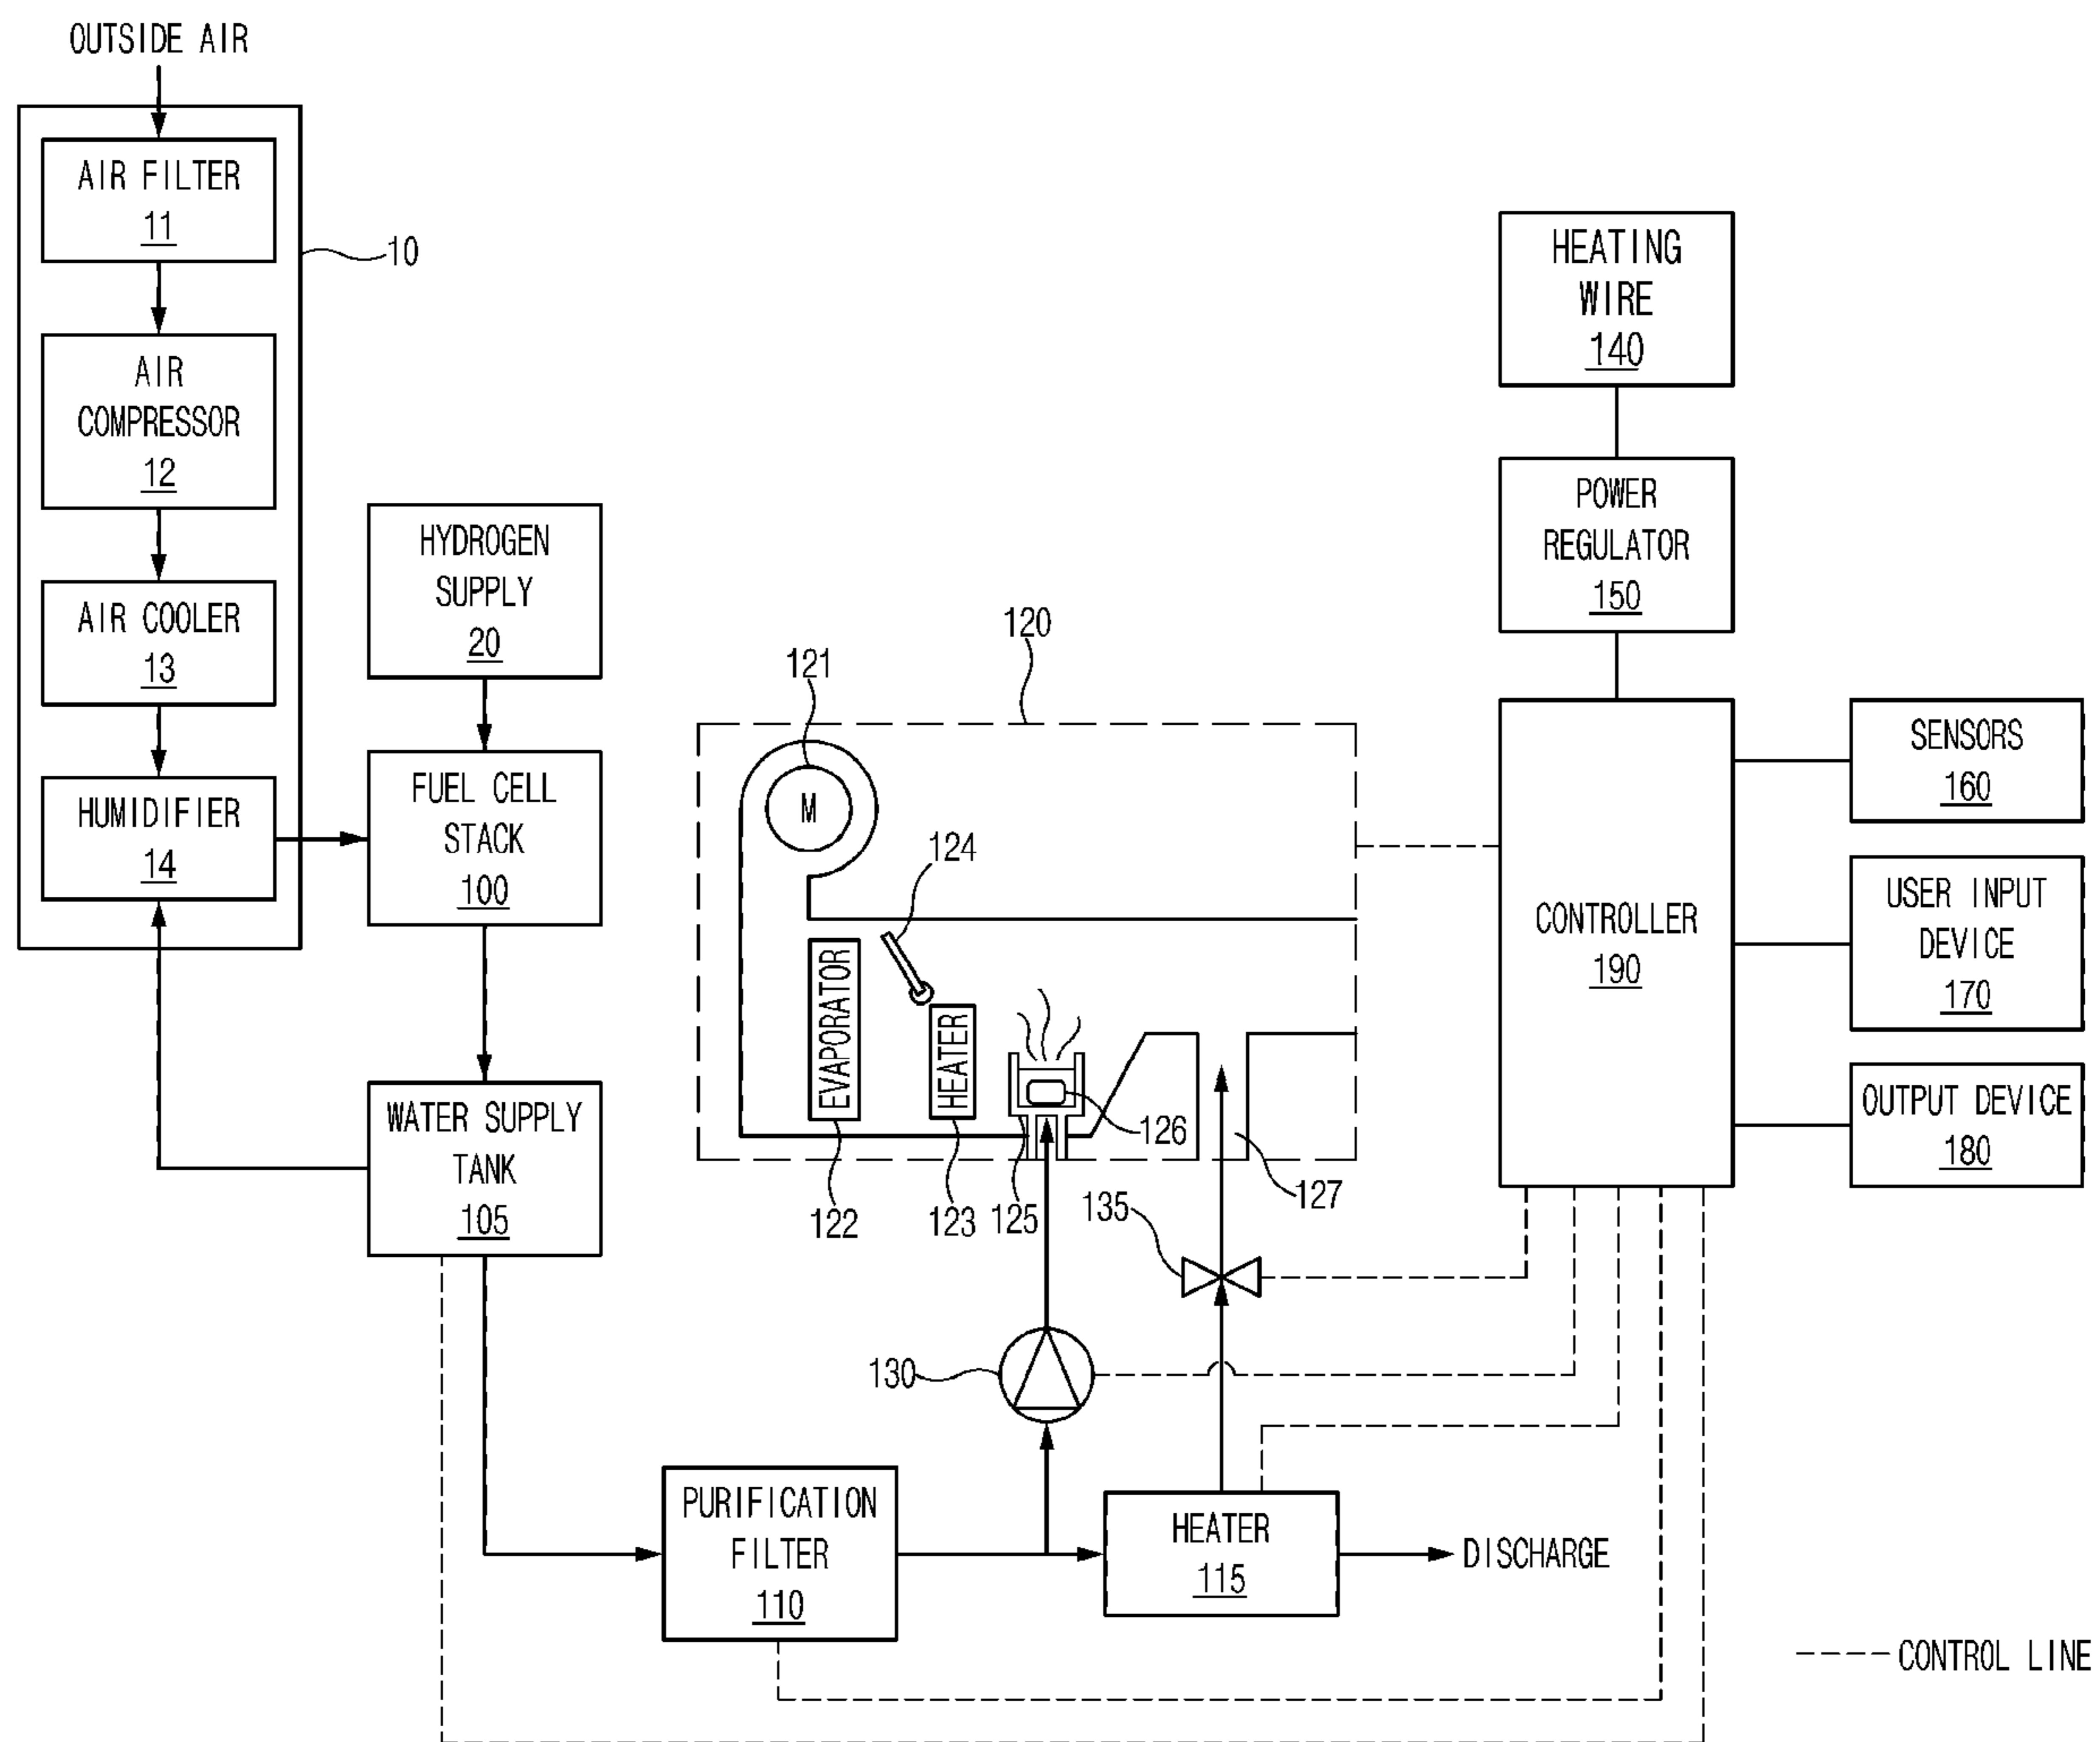 OUTSIDE AIR
AIR FILTER
11
10
AIR
COMPRESSOR
12
AIR COOLER
13
HUMIDIFIER
14
HYDROGEN
SUPPLY
20
FUEL CELL
STACK
100
WATER SUPPLY
TANK
105
120
121
M
124
EVAPORATOR
HEATER
126
122
123
125
127
135
130
PURIFICATION
FILTER
110
HEATER
115
DISCHARGE
HEATING
WIRE
140
POWER
REGULATOR
150
CONTROLLER
190
SENSORS
160
USER INPUT
DEVICE
170
OUTPUT DEVICE
180
CONTROL LINE